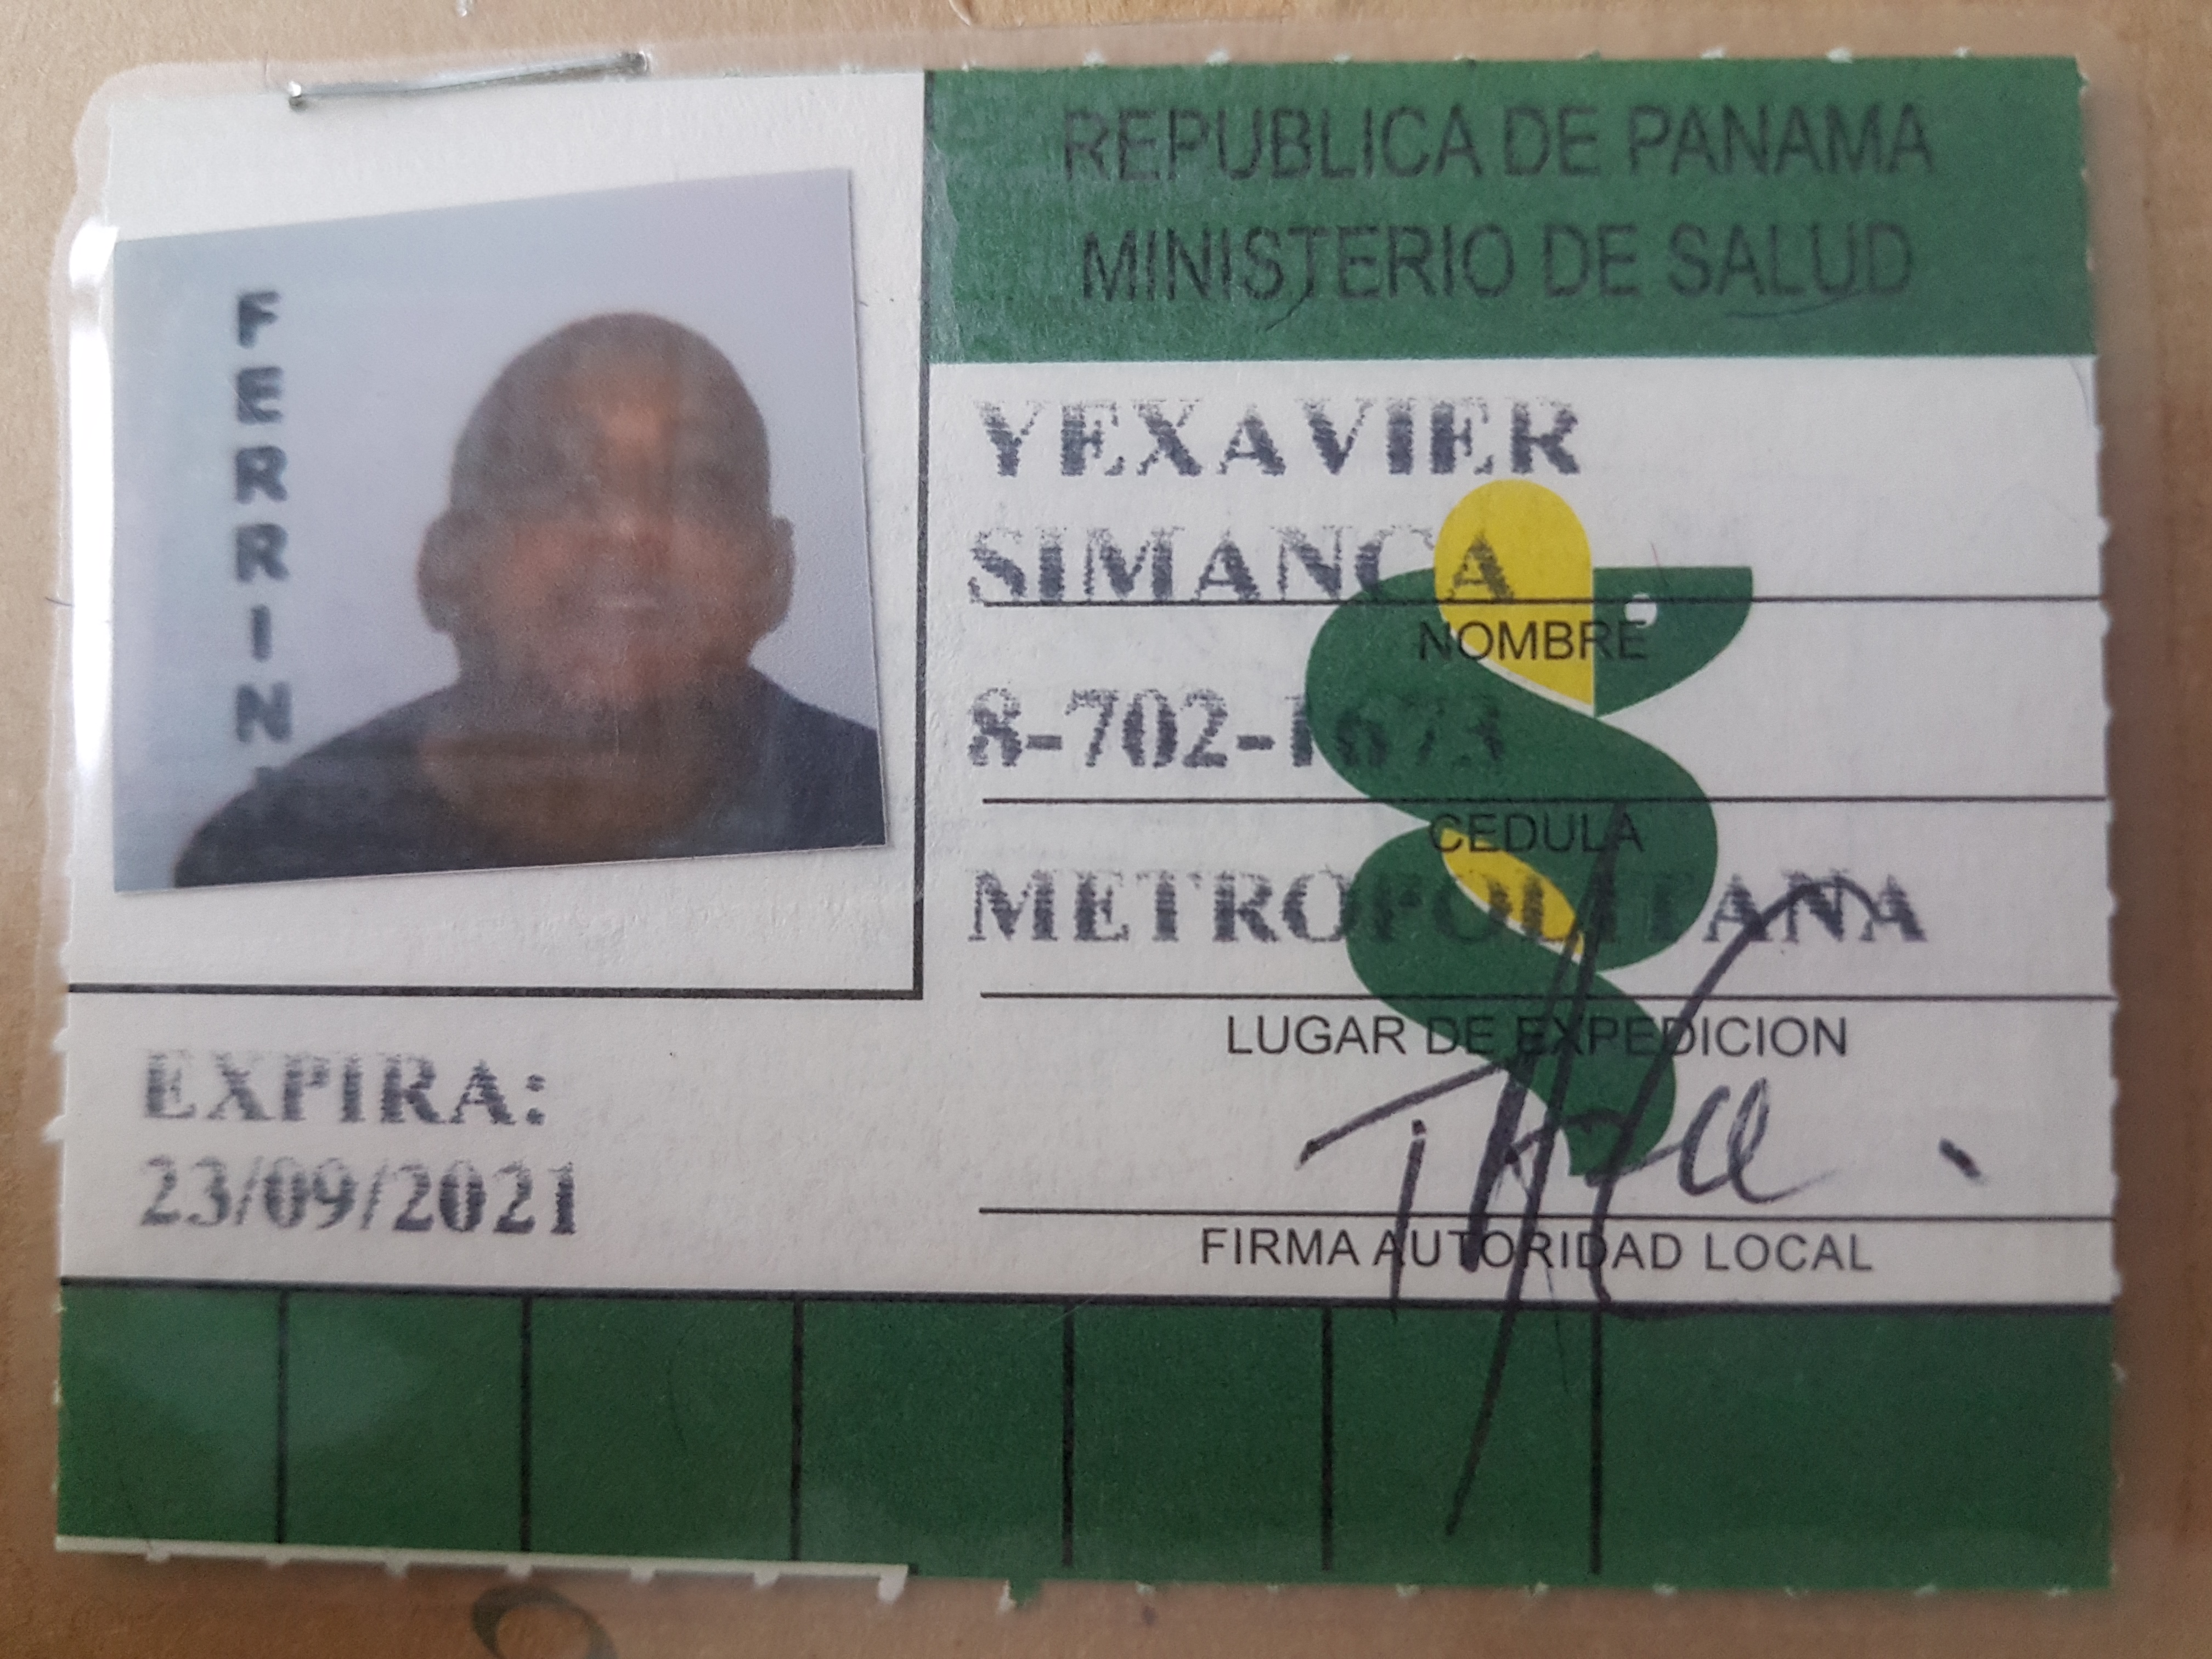 FERRIN
REPUBLICA DE PANAMA
MINISTERIO DE SALUD
YEXAVIER
SIMANCA
NOMBRE
8-702-1673
CEDULA
METROPOLITANA
LUGAR DE EXPEDICION
FIRMA AUTORIDAD LOCAL
EXPIRA:
23/09/2021